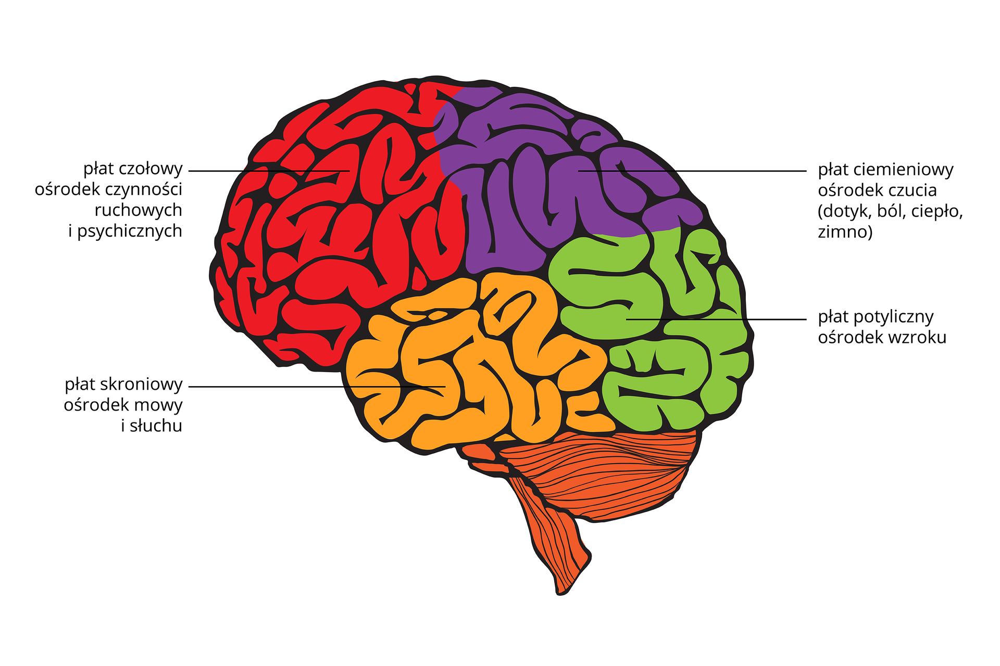 płat czołowy
ośrodek czynności
ruchowych
i psychicznych
płat ciemieniowy
ośrodek czucia
(dotyk, ból, ciepło,
zimno)
płat potyliczny
ośrodek wzroku
płat skroniowy
ośrodek mowy
i słuchu